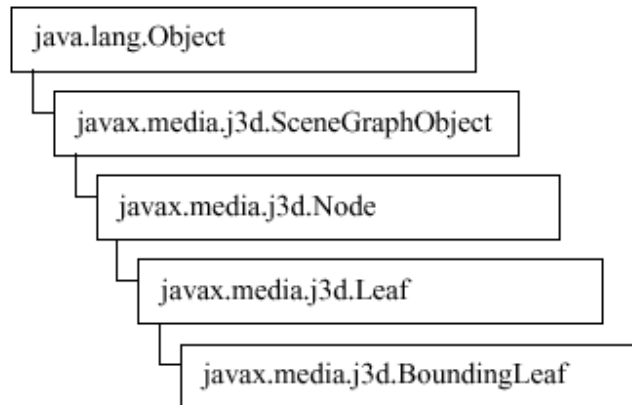 java.lang.Object
javax.media.j3d.SceneGraphObject
javax.media.j3d.Node
javax.media.j3d.Leaf
javax.media.j3d.BoundingLeaf